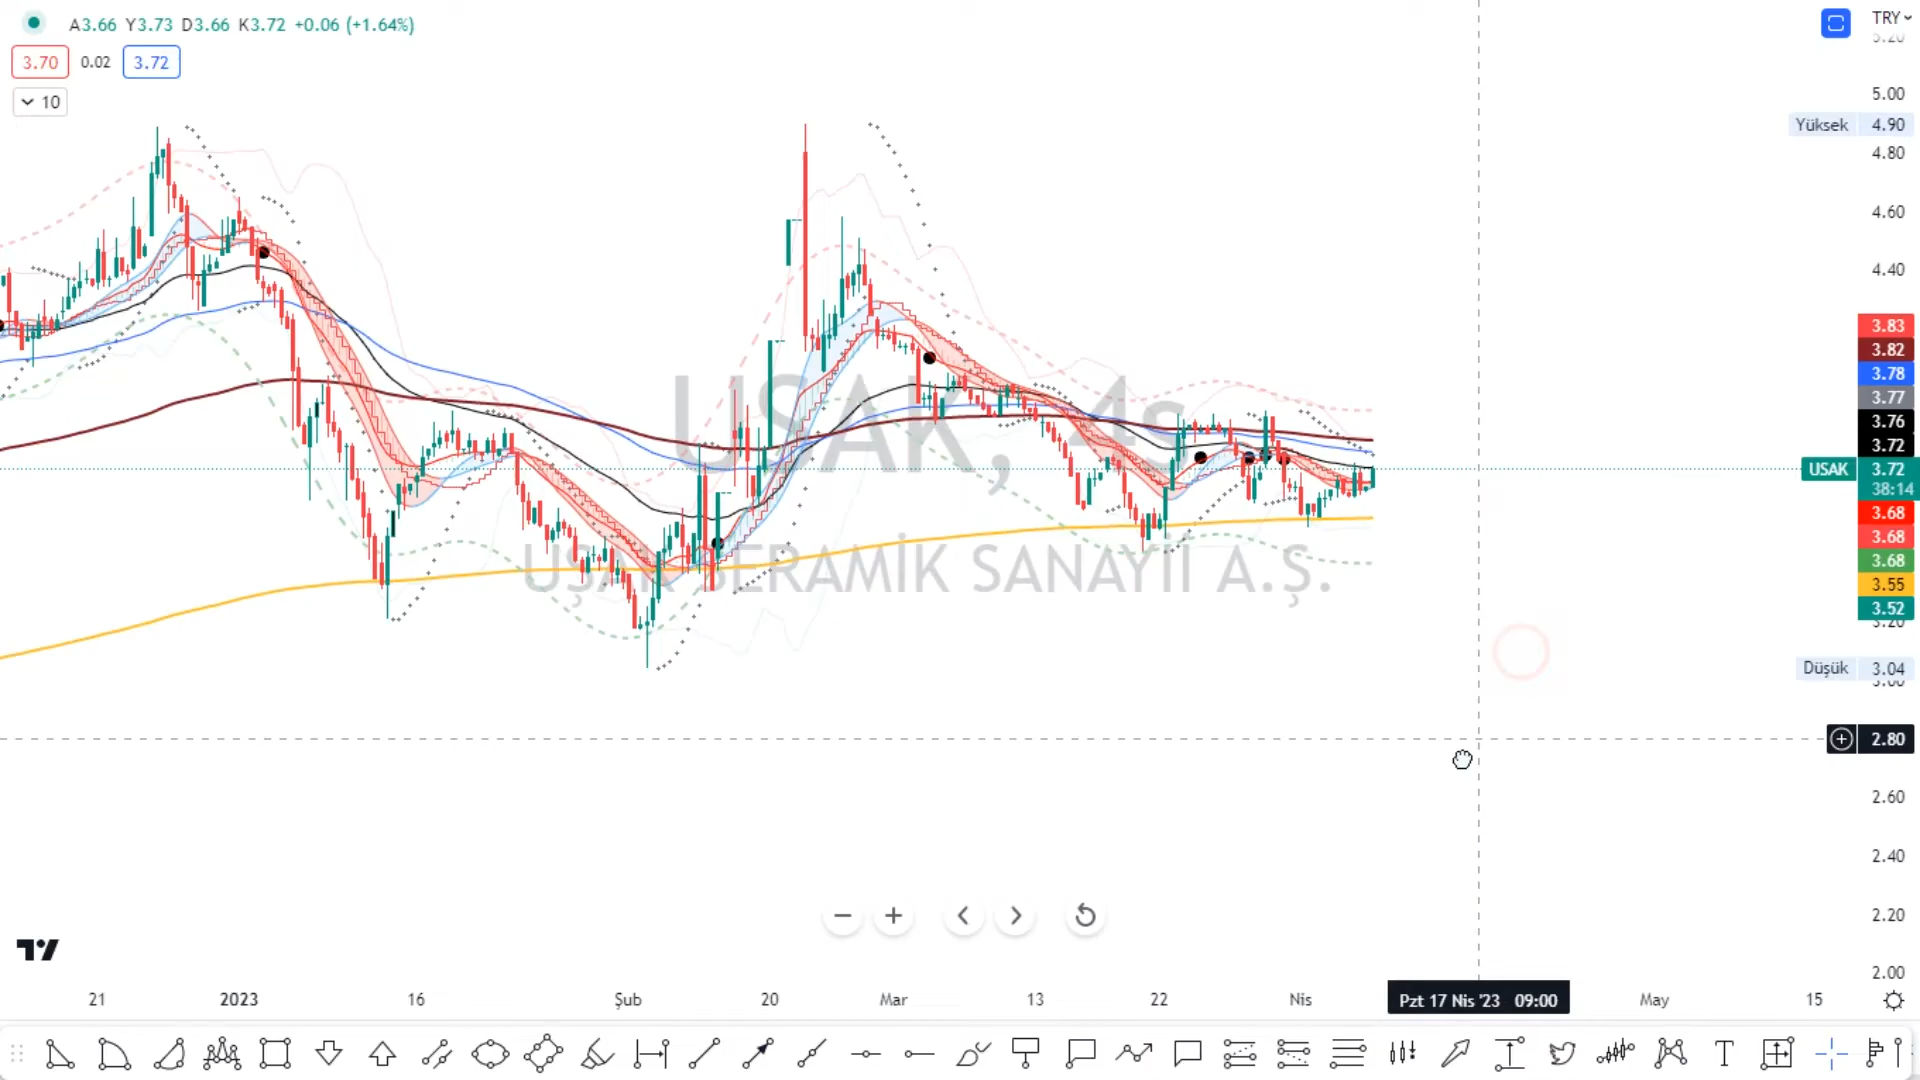 A3.66 Y3.73 D3.66 K3.72 +0.06 (+1.64%)
TRY
3.70 0.02 3.72
10
5.00
Yüksek 4.90
4.80
4.60
4.40
3.83
3.82
3.78
3.77
3.76
3.72
USAK 3.72
38:14
3.68
3.68
3.68
3.55
3.52
USAK, 4s
UŞAK SERAMİK SANAYİİ A.Ş.
3.20
Düşük 3.04
3.00
2.80
2.60
2.40
2.20
2.00
21 2023 16 Şub 20 Mar 13 22 Nis Pzt 17 Nis '23 09:00 May 15